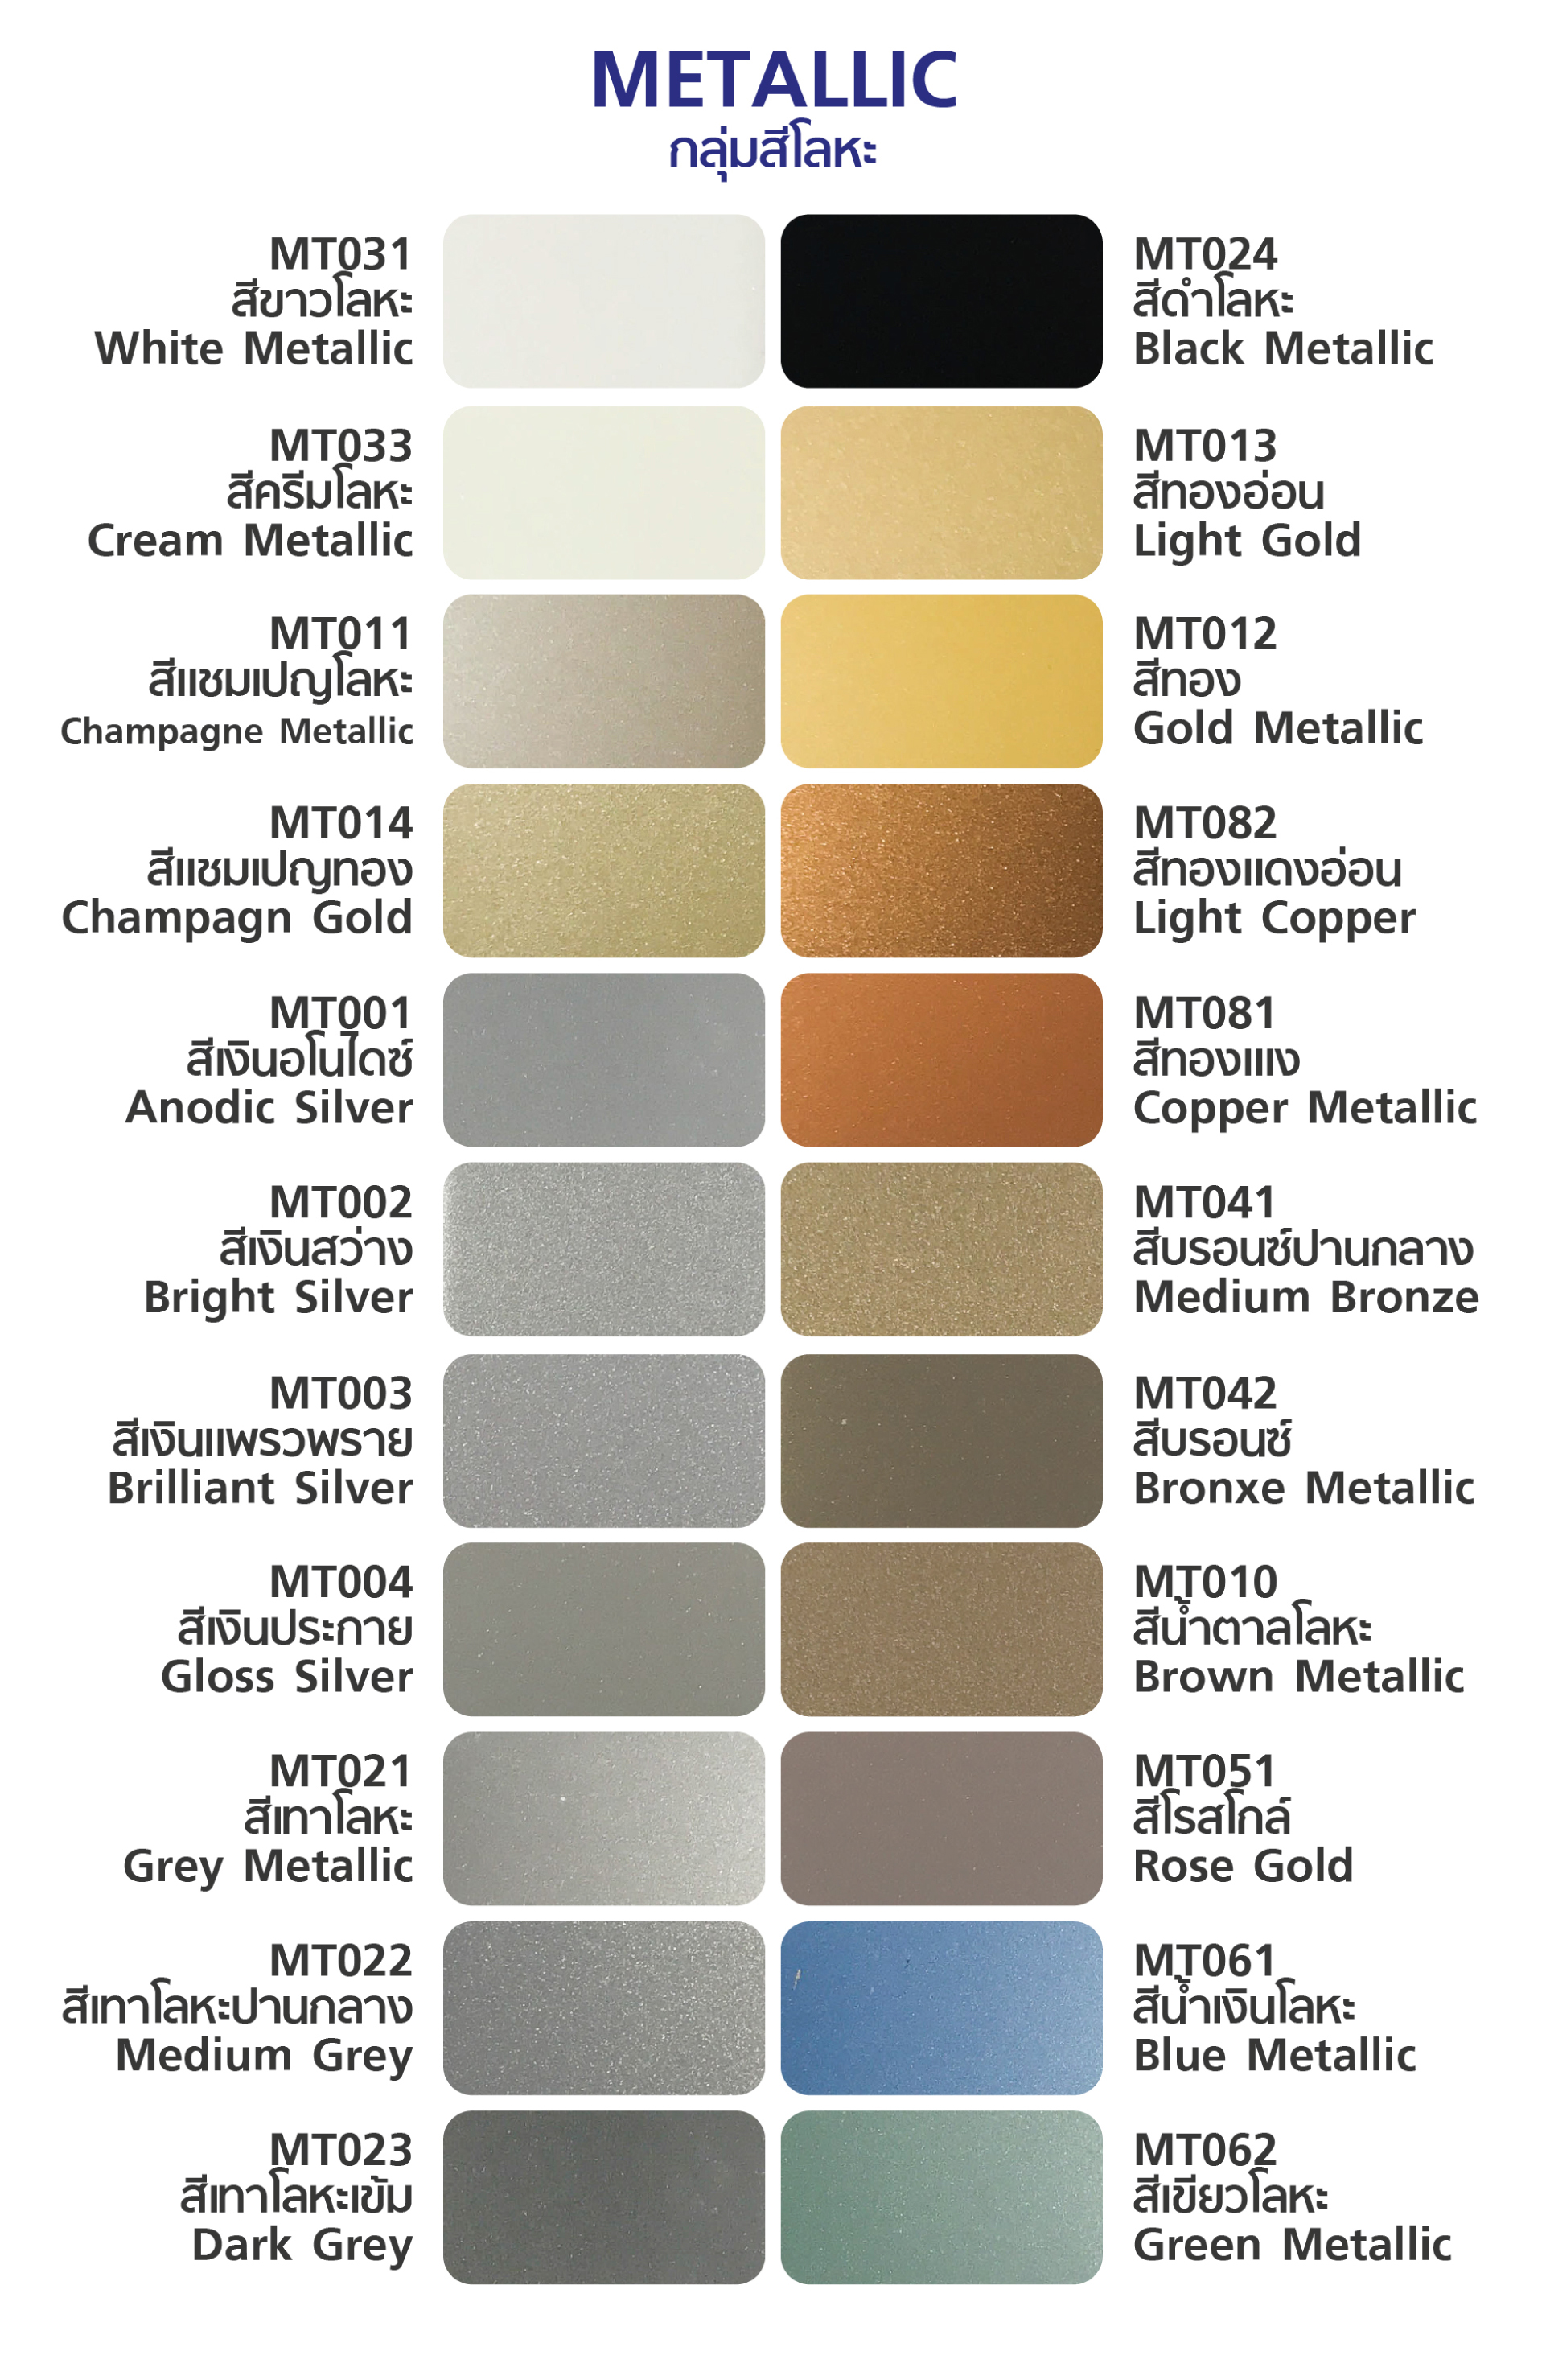 METALLIC
กลุ่มสีโลหะ
MT031
สีขาวโลหะ
White Metallic
MT024
สีดำโลหะ
Black Metallic
MT033
สีครีมโลหะ
Cream Metallic
MT013
สีทองอ่อน
Light Gold
MT011
สีแชมเปญโลหะ
Champagne Metallic
MT012
สีทอง
Gold Metallic
MT014
สีแชมเปญทอง
Champagn Gold
MT082
สีทองแดงอ่อน
Light Copper
MT001
สีเงินอโนไดซ์
Anodic Silver
MT081
สีทองแแง
Copper Metallic
MT002
สีเงินสว่าง
Bright Silver
MT041
สีบรอนซ์ปานกลาง
Medium Bronze
MT003
สีเงินแพรวพราย
Brilliant Silver
MT042
สีบรอนซ์
Bronxe Metallic
MT004
สีเงินประกาย
Gloss Silver
MT010
สีน้ำตาลโลหะ
Brown Metallic
MT021
สีเทาโลหะ
Grey Metallic
MT051
สีโรสโกล์
Rose Gold
MT022
สีเทาโลหะปานกลาง
Medium Grey
MT061
สีน้ำเงินโลหะ
Blue Metallic
MT023
สีเทาโลหะเข้ม
Dark Grey
MT062
สีเขียวโลหะ
Green Metallic